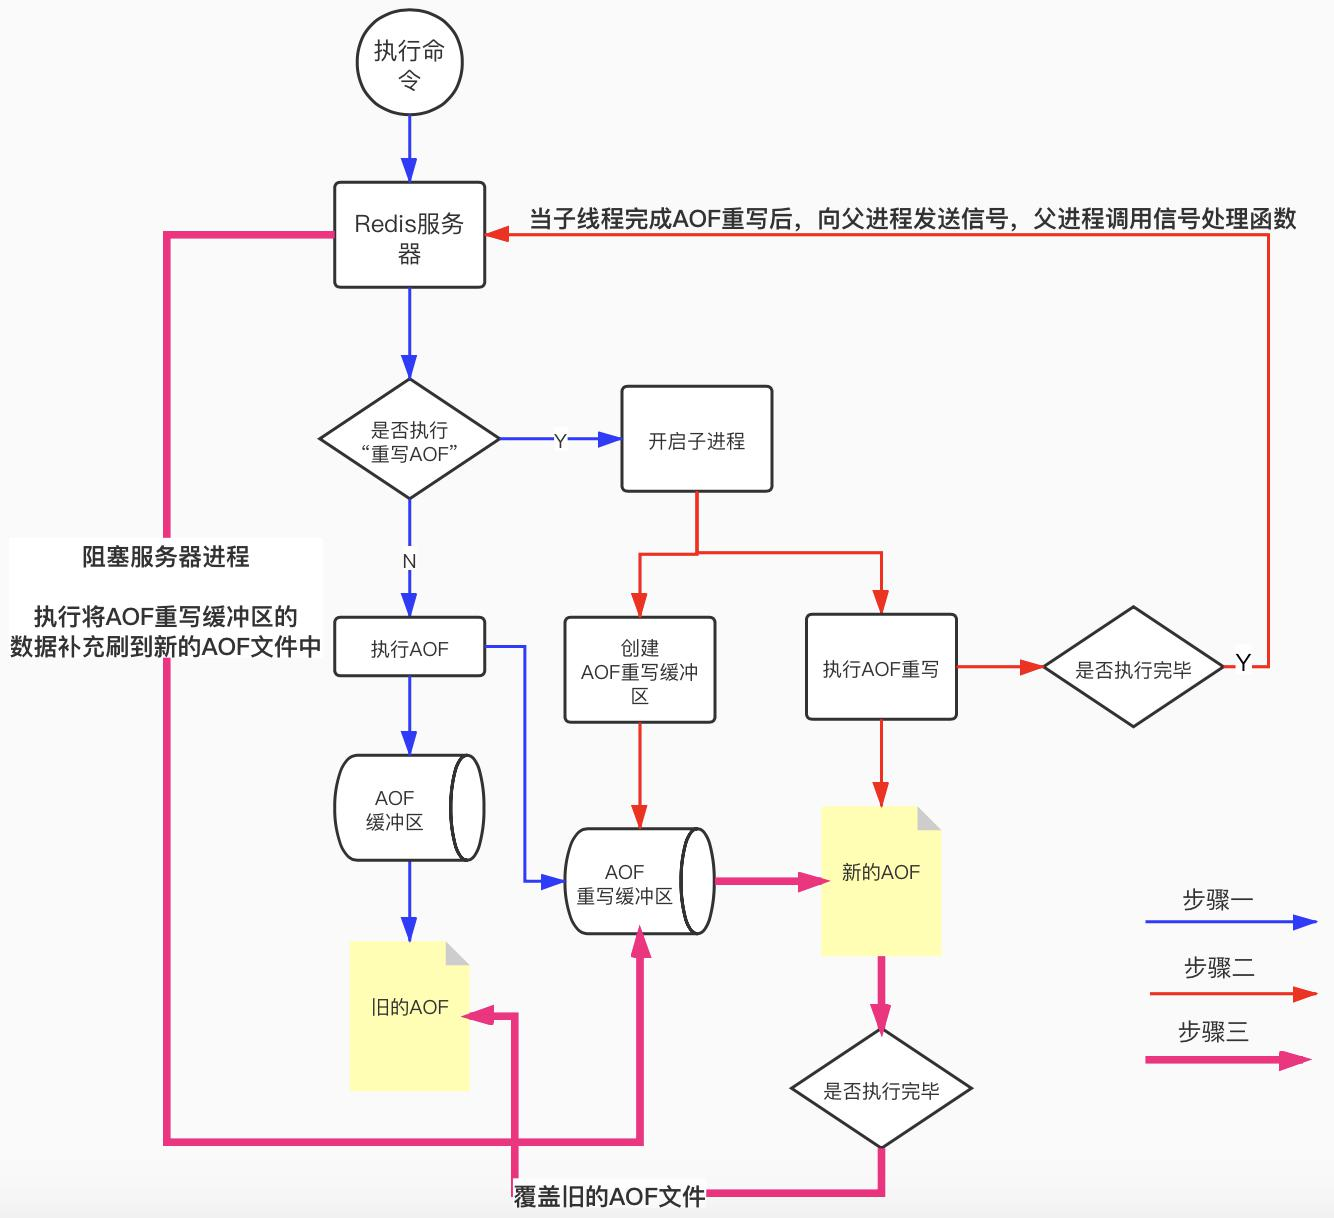 执行命
令
当子线程完成AOF重写后，向父进程发送信号，父进程调用信号处理函数
Redis服务
器
是否执行
“重写AOF”
Y
开启子进程
N
阻塞服务器进程
执行将AOF重写缓冲区的
数据补充刷到新的AOF文件中
执行AOF
创建
AOF重写缓冲
区
执行AOF重写
是否执行完毕
Y
AOF
缓冲区
AOF
重写缓冲区
新的AOF
旧的AOF
是否执行完毕
覆盖旧的AOF文件
步骤一
步骤二
步骤三